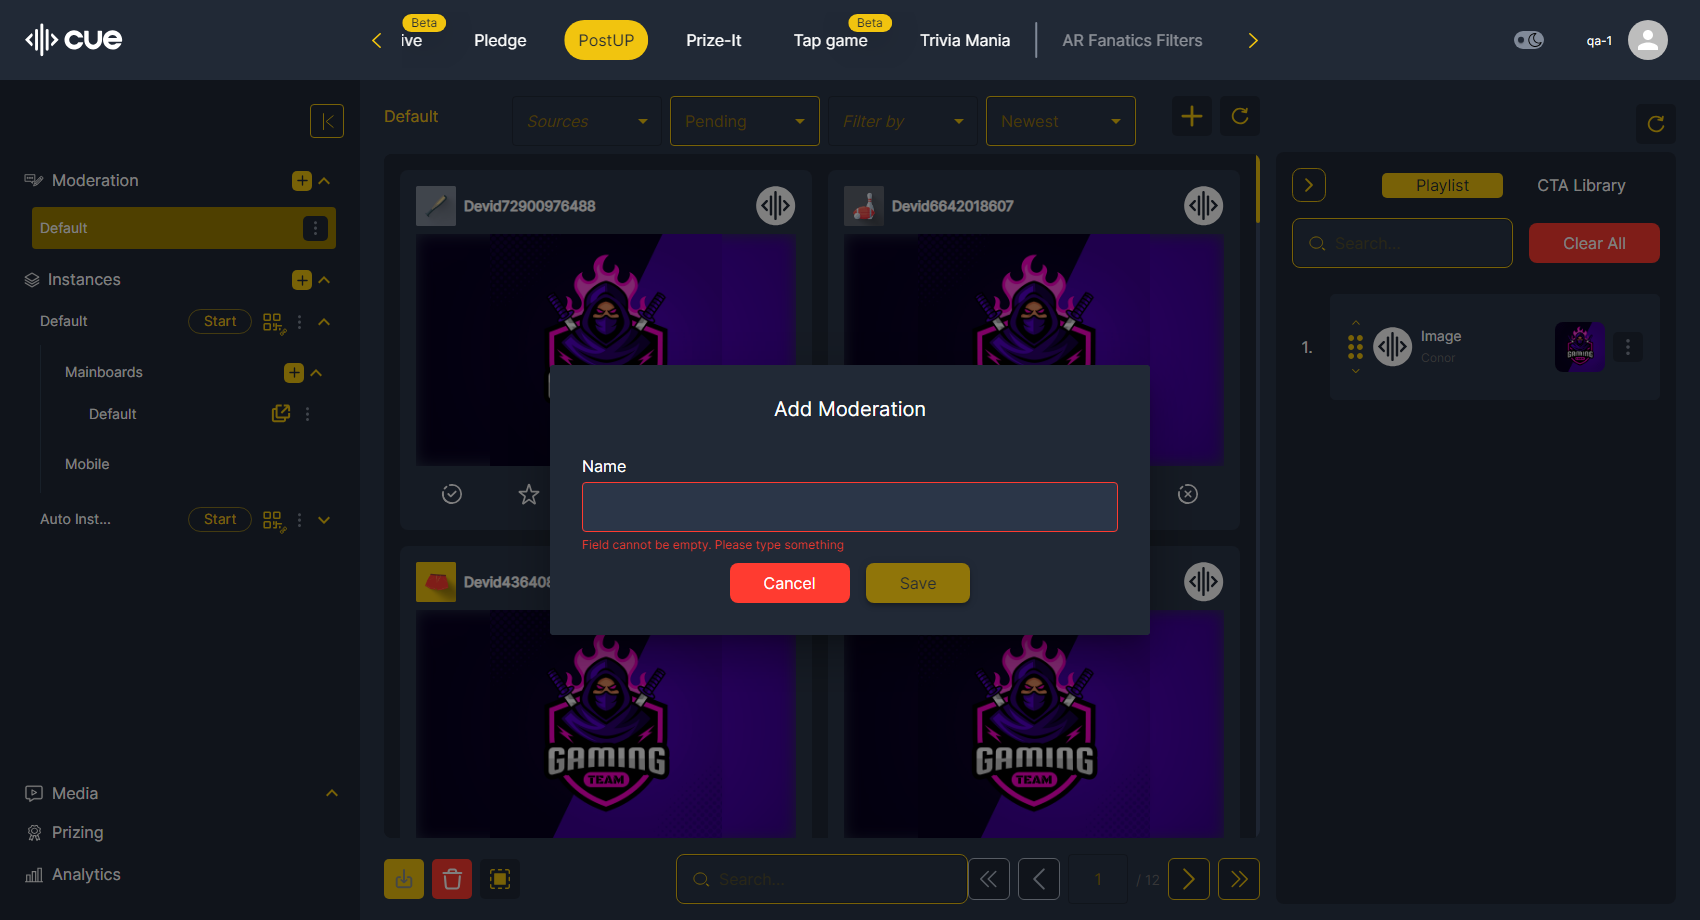 cue
Beta
ive
Pledge
PostUP
Prize-It
Beta
Tap game
Trivia Mania
AR Fanatics Filters
qa-1
Moderation
Default
Instances
Default
Start
Mainboards
Default
Mobile
Auto Inst...
Start
Media
Prizing
Analytics
Default
Sources
Pending
Filter by
Newest
Devid72900976488
Devid6642018607
Add Moderation
Name
Field cannot be empty. Please type something
Cancel
Save
Devid436408
GAMING
TEAM
GAMING
TEAM
Search...
1
/ 12
Playlist
CTA Library
Search...
Clear All
1.
Image
Conor
GAMING